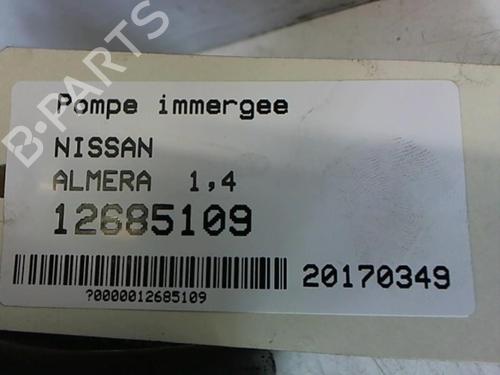 B-PARTS
Pompe immergee
NISSAN
ALMERA 1,4
12685109
20170349
?0000012685109